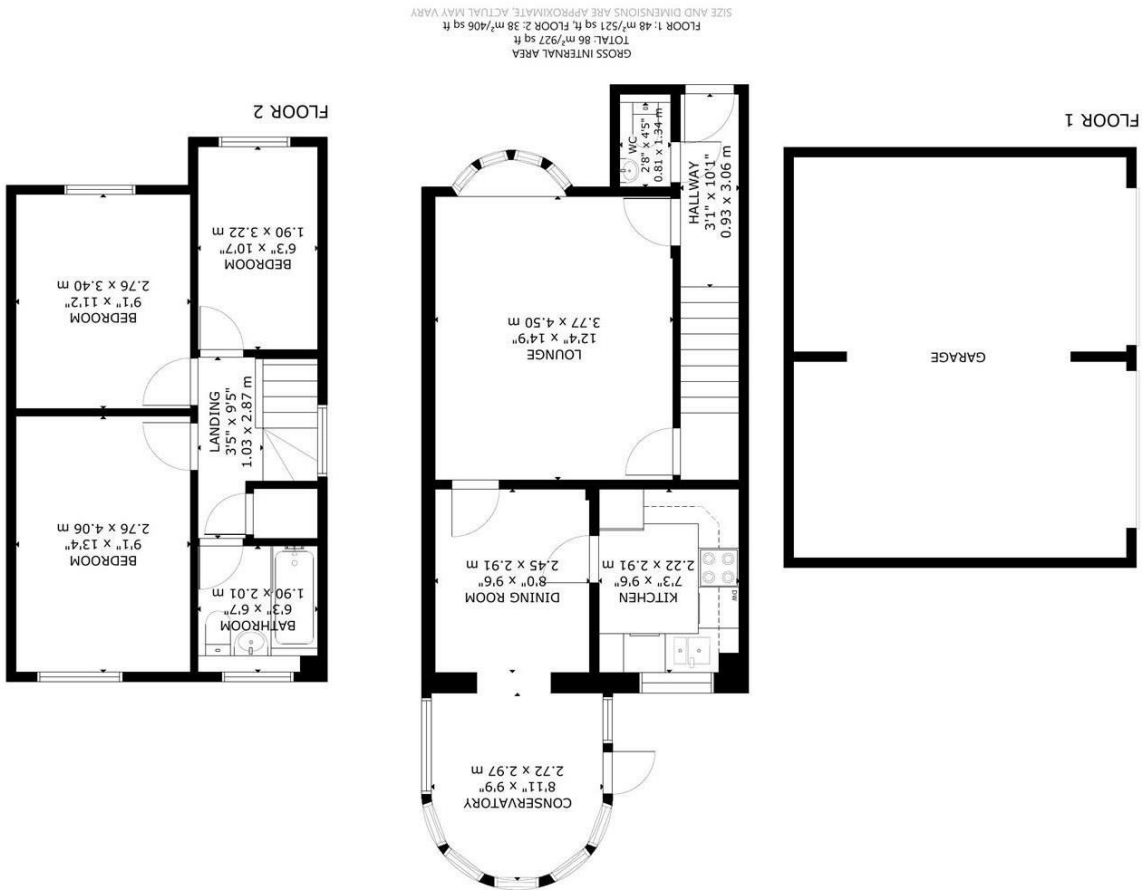 GARAGE
FLOOR 1
CONSERVATORY
8'11" x 9'9"
2.72 x 2.97 m
KITCHEN
7'3" x 9'6"
2.22 x 2.91 m
DW
DINING ROOM
8'0" x 9'6"
2.45 x 2.91 m
LOUNGE
12'4" x 14'9"
3.77 x 4.50 m
HALLWAY
3'1" x 10'1"
0.93 x 3.06 m
WC
2'8" x 4'5"
0.81 x 1.34 m
BATHROOM
6'3" x 6'7"
1.90 x 2.01 m
BEDROOM
9'1" x 13'4"
2.76 x 4.06 m
LANDING
3'5" x 9'5"
1.03 x 2.87 m
BEDROOM
6'3" x 10'7"
1.90 x 3.22 m
BEDROOM
9'1" x 11'2"
2.76 x 3.40 m
FLOOR 2
GROSS INTERNAL AREA
TOTAL: 86 m²/927 sq ft
FLOOR 1: 48 m²/521 sq ft, FLOOR 2: 38 m²/406 sq ft
SIZE AND DIMENSIONS ARE APPROXIMATE, ACTUAL MAY VARY